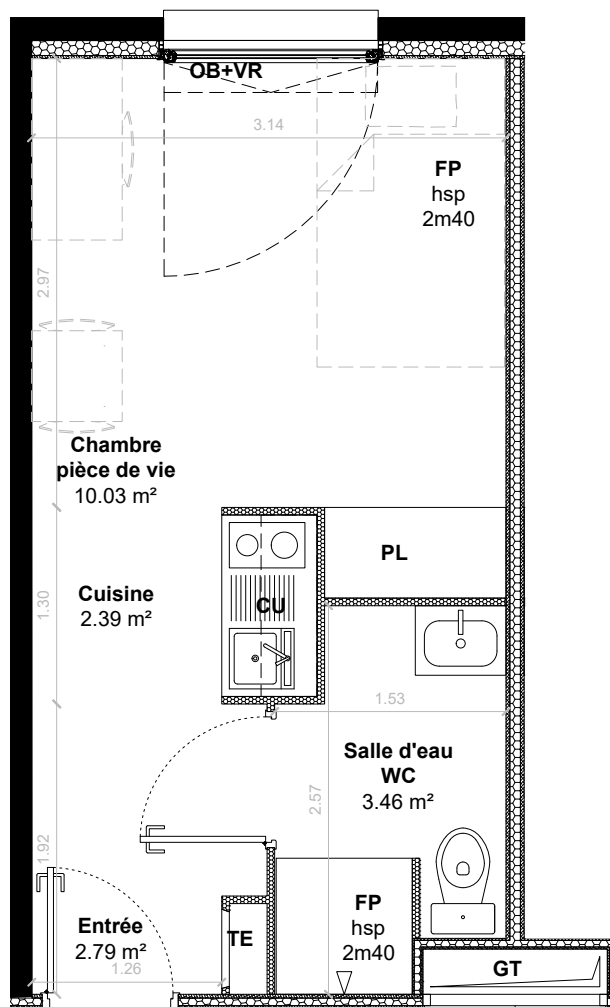 OB+VR
3.14
FP
hsp
2m40
2.97
Chambre
pièce de vie
10.03 m²
PL
Cuisine
2.39 m²
CU
1.30
1.53
Salle d'eau
WC
3.46 m²
2.57
1.92
Entrée
2.79 m²
TE
FP
hsp
2m40
GT
1.26